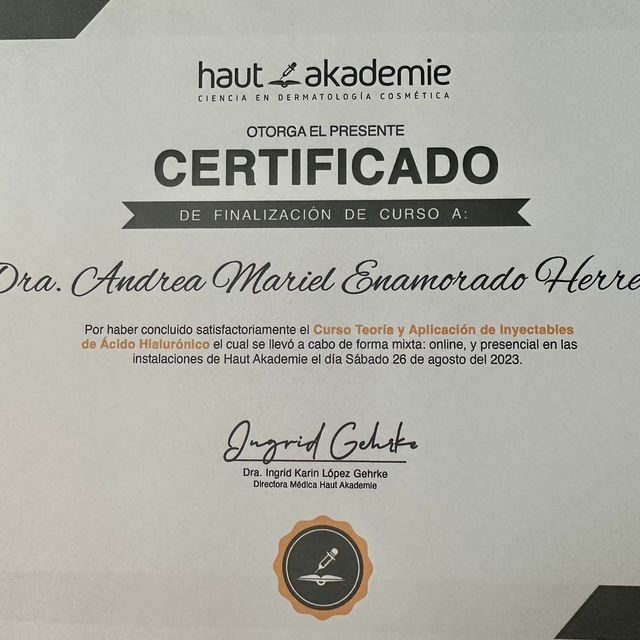 haut akademie
CIENCIA EN DERMATOLOGÍA COSMÉTICA
OTORGA EL PRESENTE
CERTIFICADO
DE FINALIZACIÓN DE CURSO A:
Dra. Andrea Mariel Enamorado Herre
Por haber concluido satisfactoriamente el Curso Teoría y Aplicación de Inyectables
de Ácido Hialurónico el cual se llevó a cabo de forma mixta: online, y presencial en las
instalaciones de Haut Akademie el día Sábado 26 de agosto del 2023.
Ingrid Gehrke
Dra. Ingrid Karin López Gehrke
Directora Médica Haut Akademie